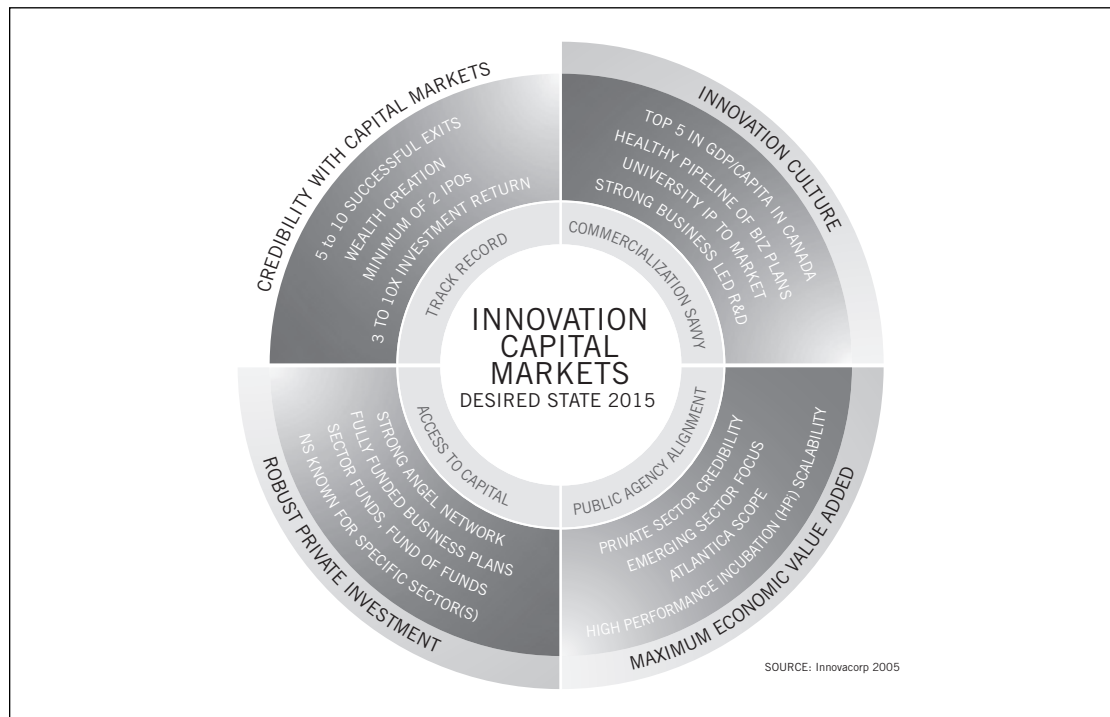 CREDIBILITY WITH CAPITAL MARKETS
5 to 10 SUCCESSFUL EXITS
WEALTH CREATION
MINIMUM OF 2 IPOs
3 TO 10X INVESTMENT RETURN
TRACK RECORD
INNOVATION CULTURE
TOP 5 IN GDP/CAPITA IN CANADA
HEALTHY PIPELINE OF BIZ PLANS
UNIVERSITY IP TO MARKET
STRONG BUSINESS LED R&D
COMMERCIALIZATION SAVVY
INNOVATION
CAPITAL
MARKETS
DESIRED STATE 2015
ACCESS TO CAPITAL
STRONG ANGEL NETWORK
FULLY FUNDED BUSINESS PLANS
SECTOR FUNDS, FUND OF FUNDS
NS KNOWN FOR SPECIFIC SECTOR(S)
ROBUST PRIVATE INVESTMENT
PUBLIC AGENCY ALIGNMENT
PRIVATE SECTOR CREDIBILITY
EMERGING SECTOR FOCUS
ATLANTICA SCOPE
HIGH PERFORMANCE INCUBATION (HPi) SCALABILITY
MAXIMUM ECONOMIC VALUE ADDED
SOURCE: Innovacorp 2005